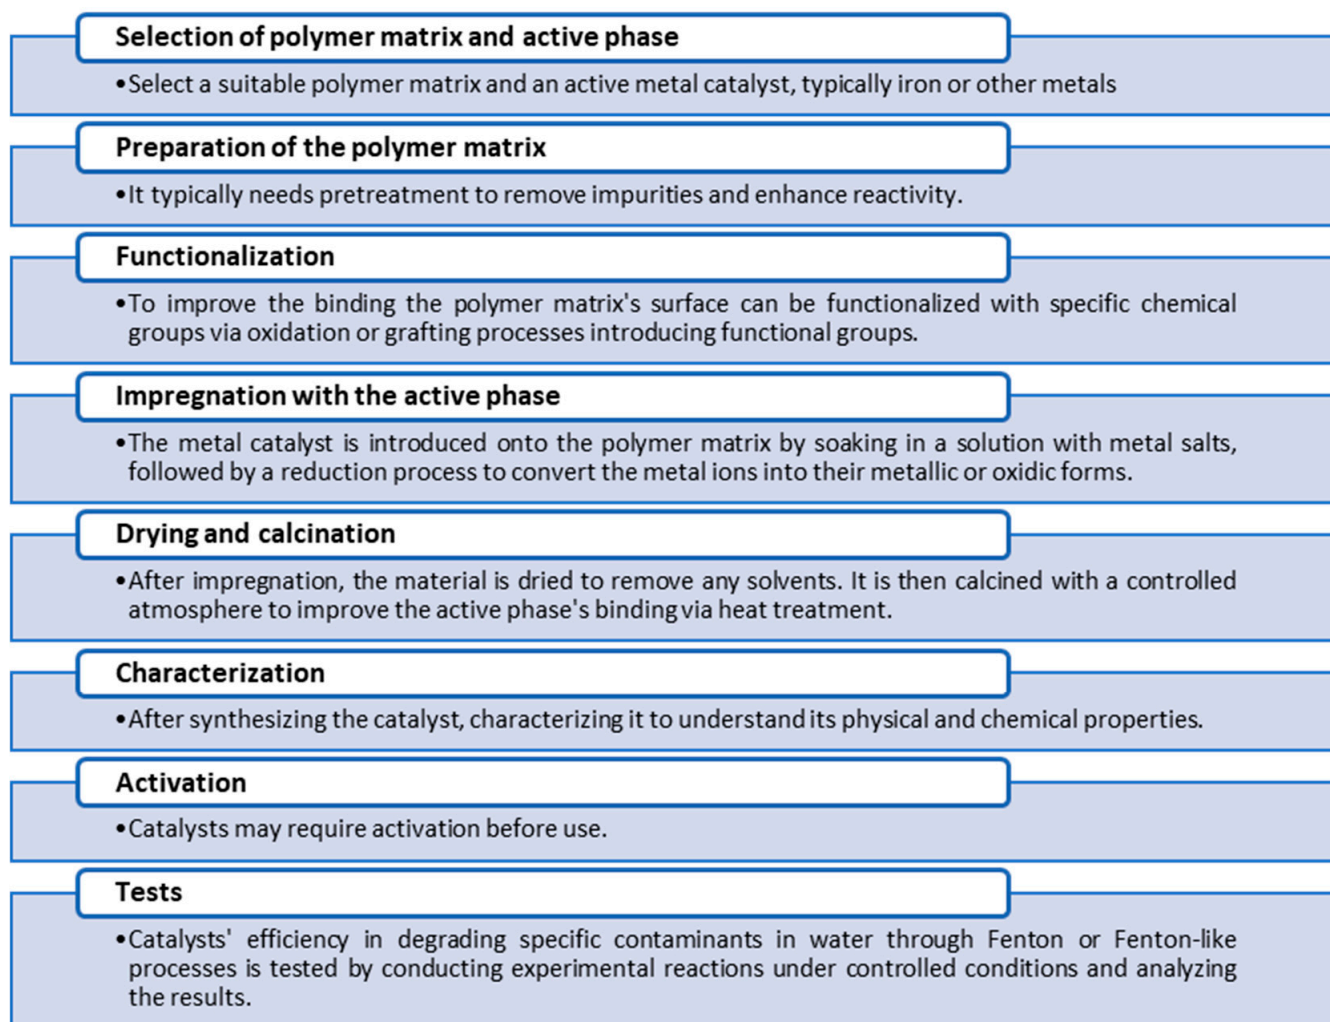 Selection of polymer matrix and active phase
•Select a suitable polymer matrix and an active metal catalyst, typically iron or other metals
Preparation of the polymer matrix
•It typically needs pretreatment to remove impurities and enhance reactivity.
Functionalization
•To improve the binding the polymer matrix's surface can be functionalized with specific chemical
groups via oxidation or grafting processes introducing functional groups.
Impregnation with the active phase
•The metal catalyst is introduced onto the polymer matrix by soaking in a solution with metal salts,
followed by a reduction process to convert the metal ions into their metallic or oxidic forms.
Drying and calcination
•After impregnation, the material is dried to remove any solvents. It is then calcined with a controlled
atmosphere to improve the active phase's binding via heat treatment.
Characterization
•After synthesizing the catalyst, characterizing it to understand its physical and chemical properties.
Activation
•Catalysts may require activation before use.
Tests
•Catalysts' efficiency in degrading specific contaminants in water through Fenton or Fenton-like
processes is tested by conducting experimental reactions under controlled conditions and analyzing
the results.